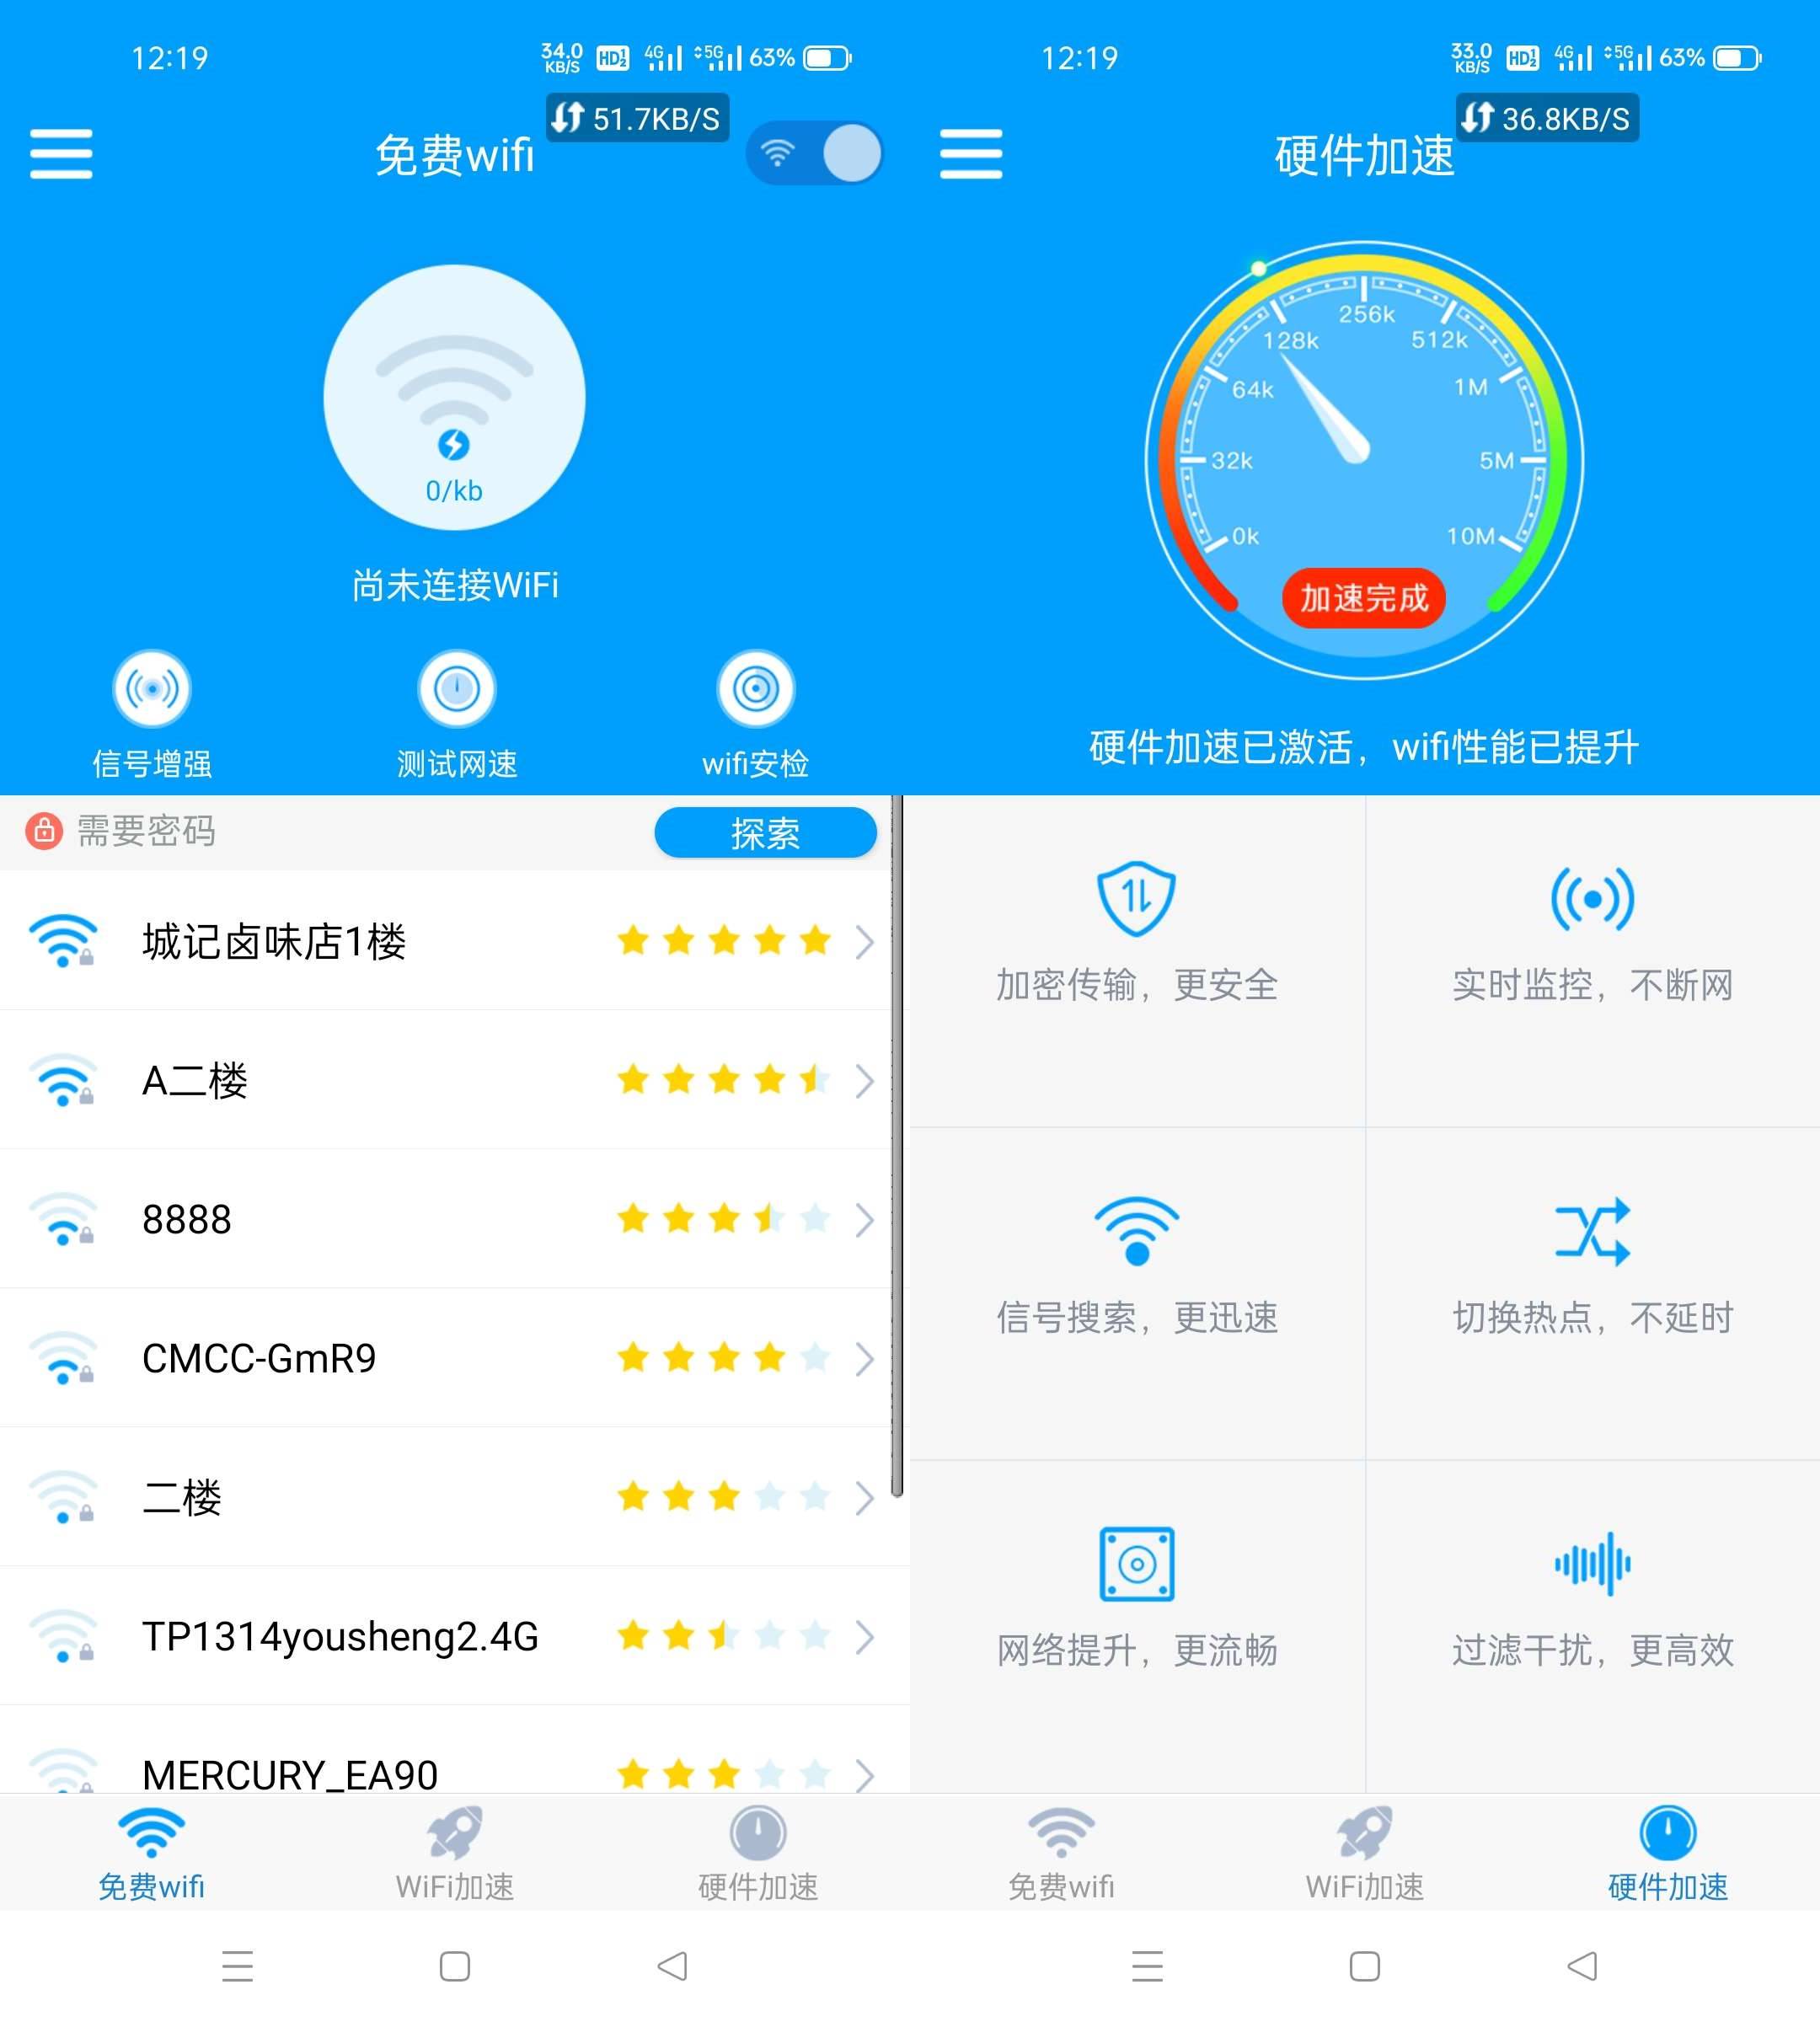 12:19
34.0
KB/S
HD1 2
4G
5G
63%
51.7KB/S
免费wifi
0/kb
尚未连接WiFi
信号增强
测试网速
wifi安检
需要密码
探索
城记卤味店1楼
A二楼
8888
CMCC-GmR9
二楼
TP1314yousheng2.4G
MERCURY_EA90
免费wifi
WiFi加速
硬件加速
12:19
33.0
KB/S
HD1 2
4G
5G
63%
36.8KB/S
硬件加速
256k
128k
512k
64k
1M
32k
5M
0k
10M
加速完成
硬件加速已激活，wifi性能已提升
加密传输，更安全
实时监控，不断网
信号搜索，更迅速
切换热点，不延时
网络提升，更流畅
过滤干扰，更高效
免费wifi
WiFi加速
硬件加速